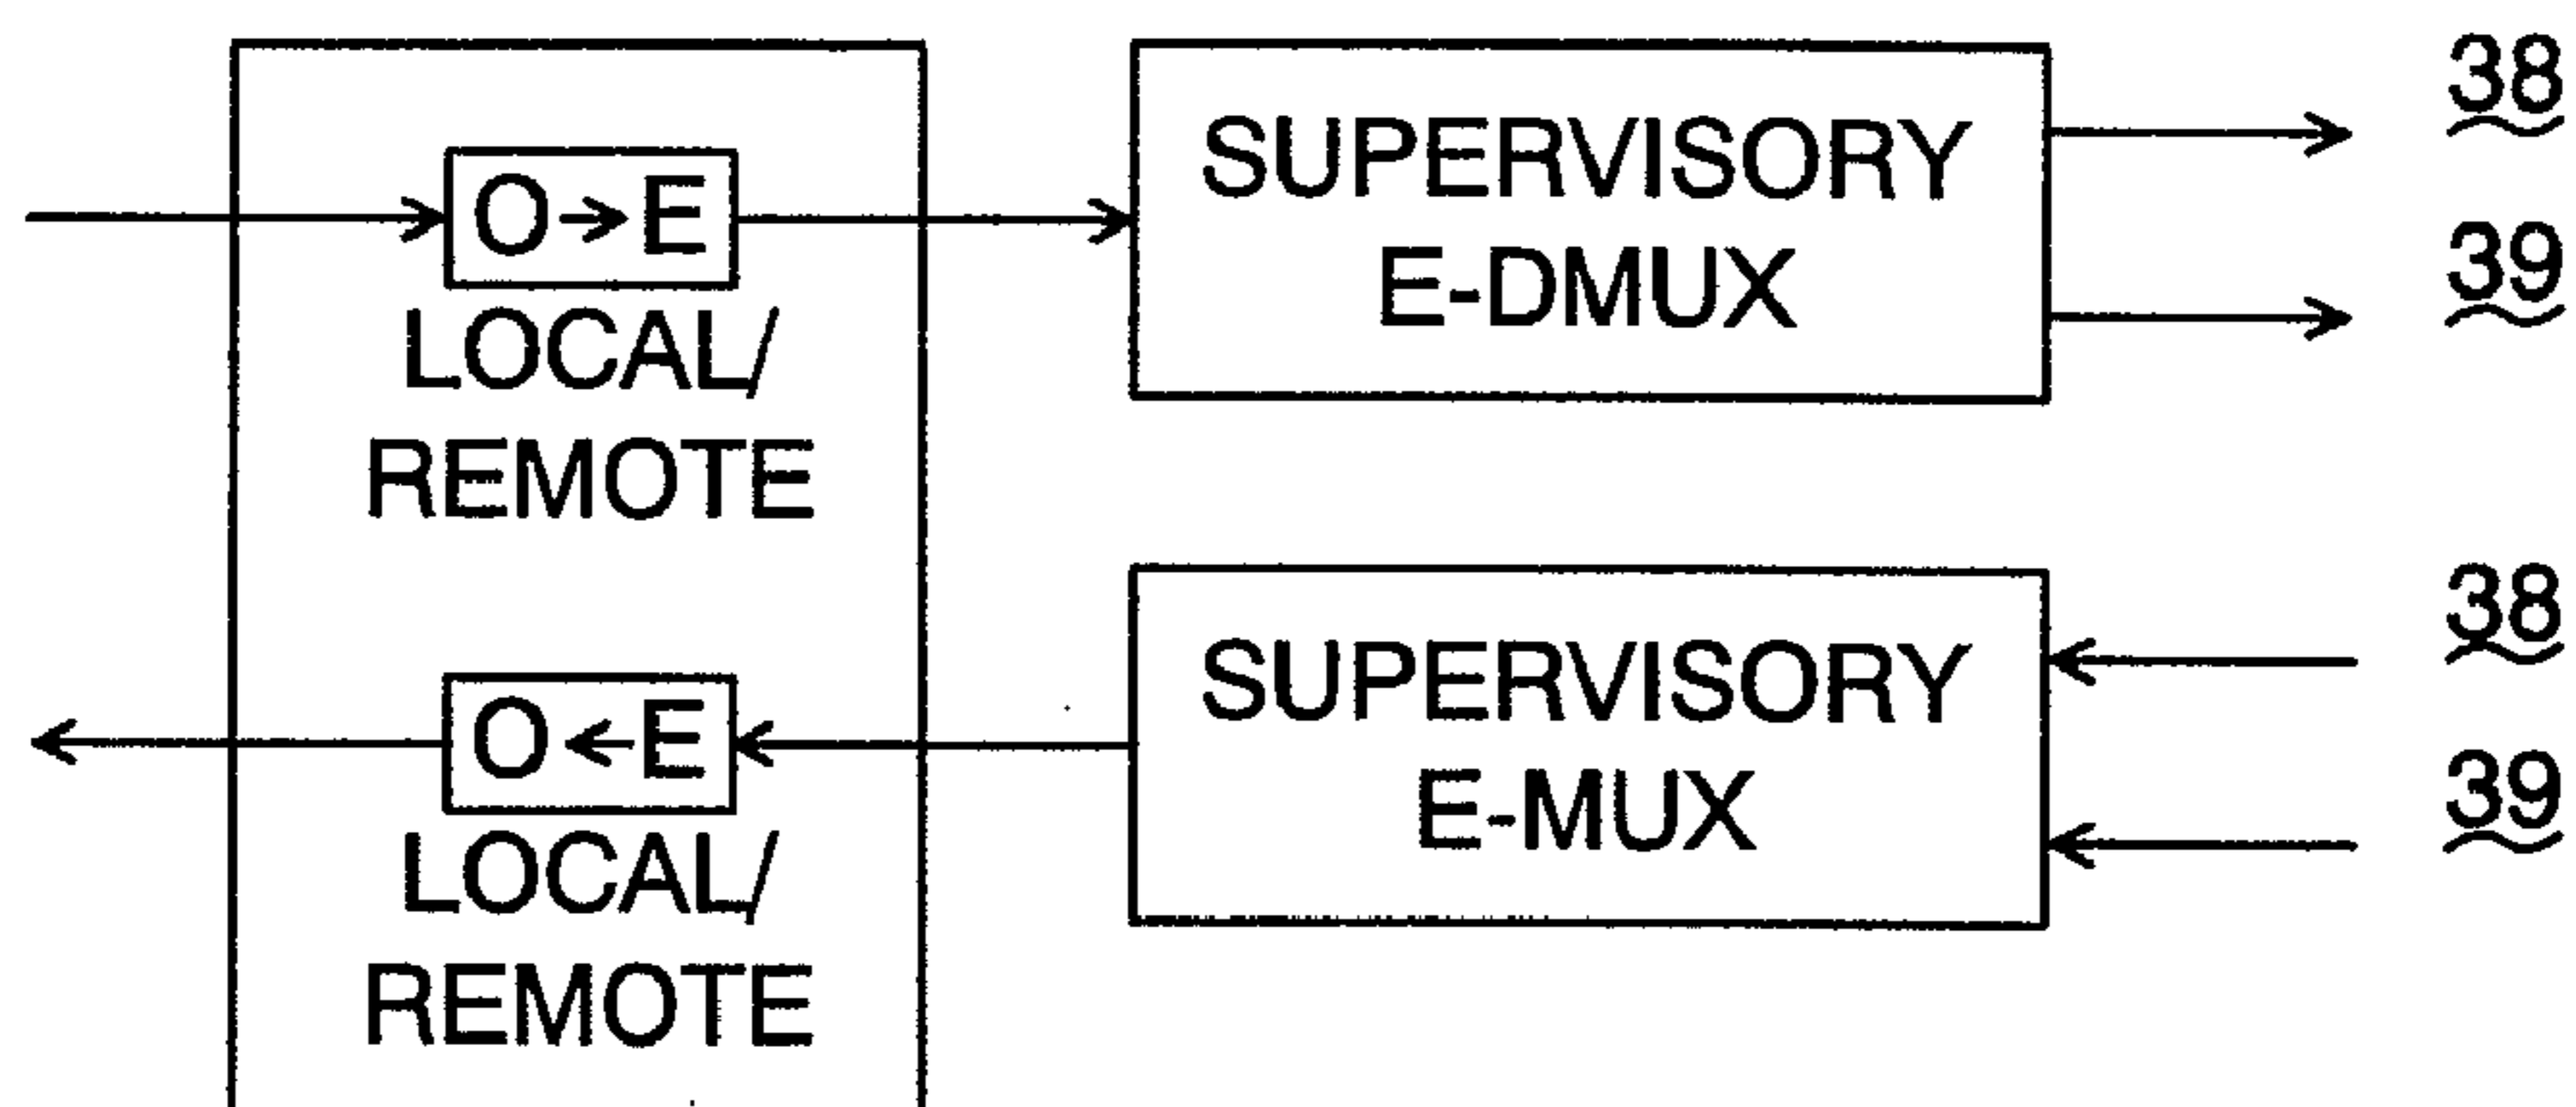 O→E
LOCAL/
REMOTE
SUPERVISORY
E-DMUX
38
39
O←E
LOCAL/
REMOTE
SUPERVISORY
E-MUX
38
39